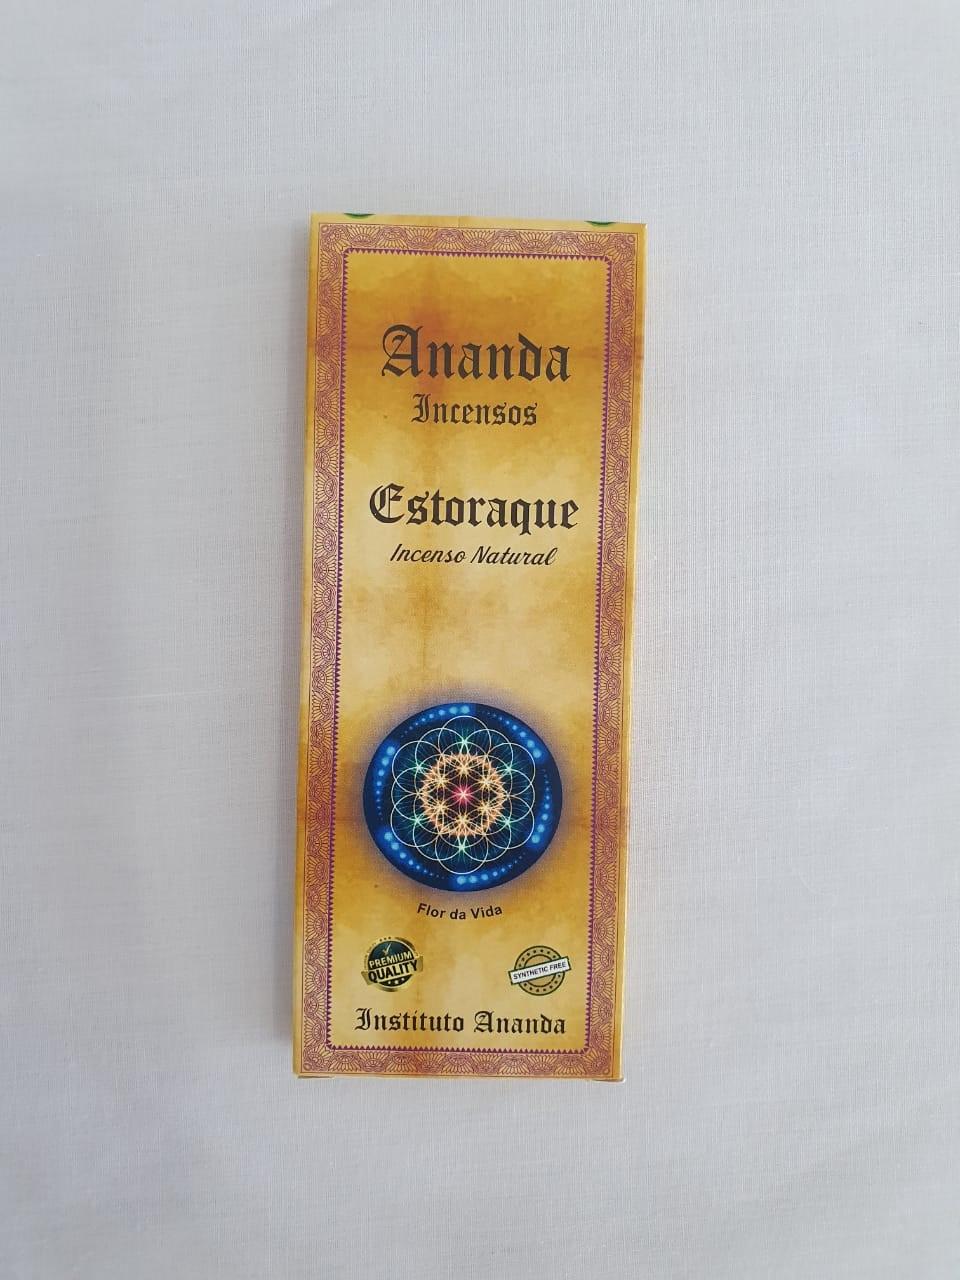 Ananda
Incensos
Estoraque
Incenso Natural
Flor da Vida
PREMIUM
QUALITY
SYNTHETIC FREE
Instituto Ananda